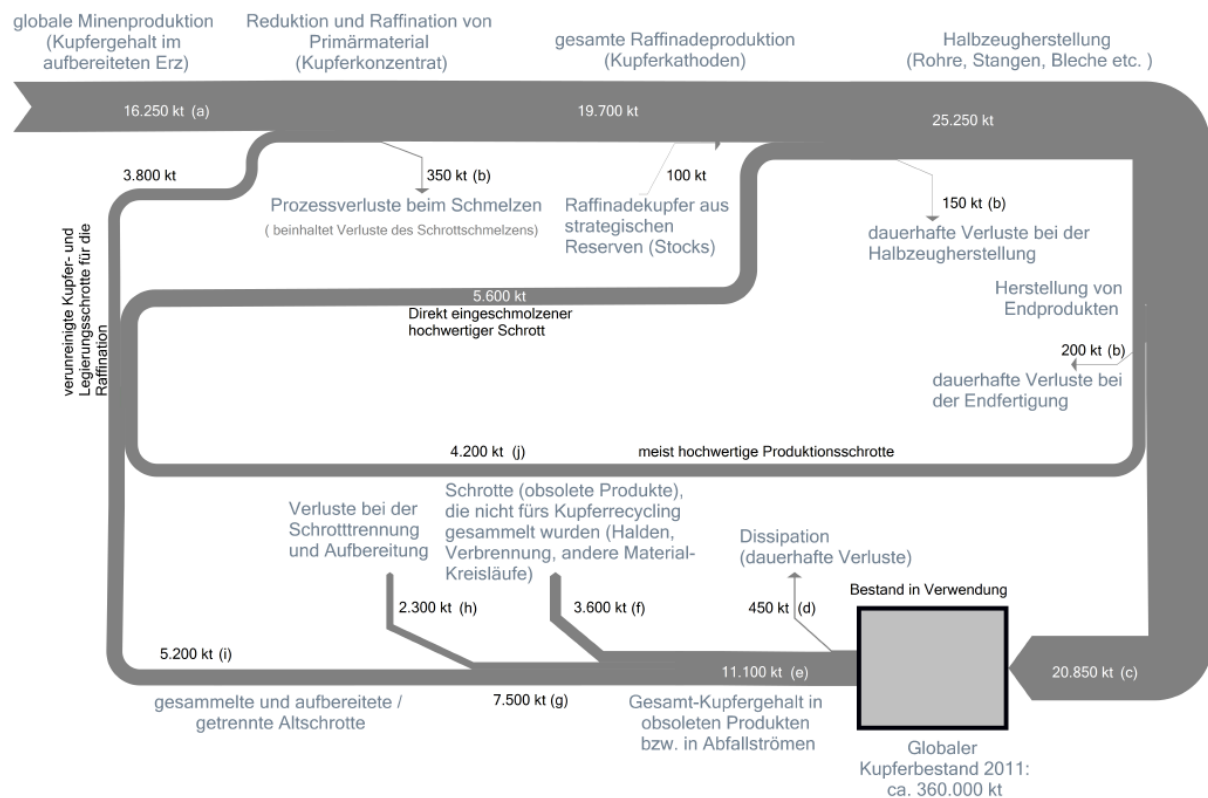 globale Minenproduktion
(Kupfergehalt im
aufbereiteten Erz)
Reduktion und Raffination von
Primärmaterial
(Kupferkonzentrat)
gesamte Raffinadeproduktion
(Kupferkathoden)
Halbzeugherstellung
(Rohre, Stangen, Bleche etc. )
16.250 kt (a)
19.700 kt
25.250 kt
3.800 kt
350 kt (b)
Prozessverluste beim Schmelzen
( beinhaltet Verluste des Schrottschmelzens)
100 kt
Raffinadekupfer aus
strategischen
Reserven (Stocks)
150 kt (b)
dauerhafte Verluste bei der
Halbzeugherstellung
verunreinigte Kupfer- und
Legierungsschrotte für die
Raffination
5.600 kt
Direkt eingeschmolzener
hochwertiger Schrott
Herstellung von
Endprodukten
200 kt (b)
dauerhafte Verluste bei
der Endfertigung
4.200 kt (j)
meist hochwertige Produktionsschrotte
Verluste bei der
Schrotttrennung
und Aufbereitung
Schrotte (obsolete Produkte),
die nicht fürs Kupferrecycling
gesammelt wurden (Halden,
Verbrennung, andere Material-
Kreisläufe)
Dissipation
(dauerhafte Verluste)
Bestand in Verwendung
2.300 kt (h)
3.600 kt (f)
450 kt (d)
5.200 kt (i)
11.100 kt (e)
20.850 kt (c)
gesammelte und aufbereitete /
getrennte Altschrotte
7.500 kt (g)
Gesamt-Kupfergehalt in
obsoleten Produkten
bzw. in Abfallströmen
Globaler
Kupferbestand 2011:
ca. 360.000 kt